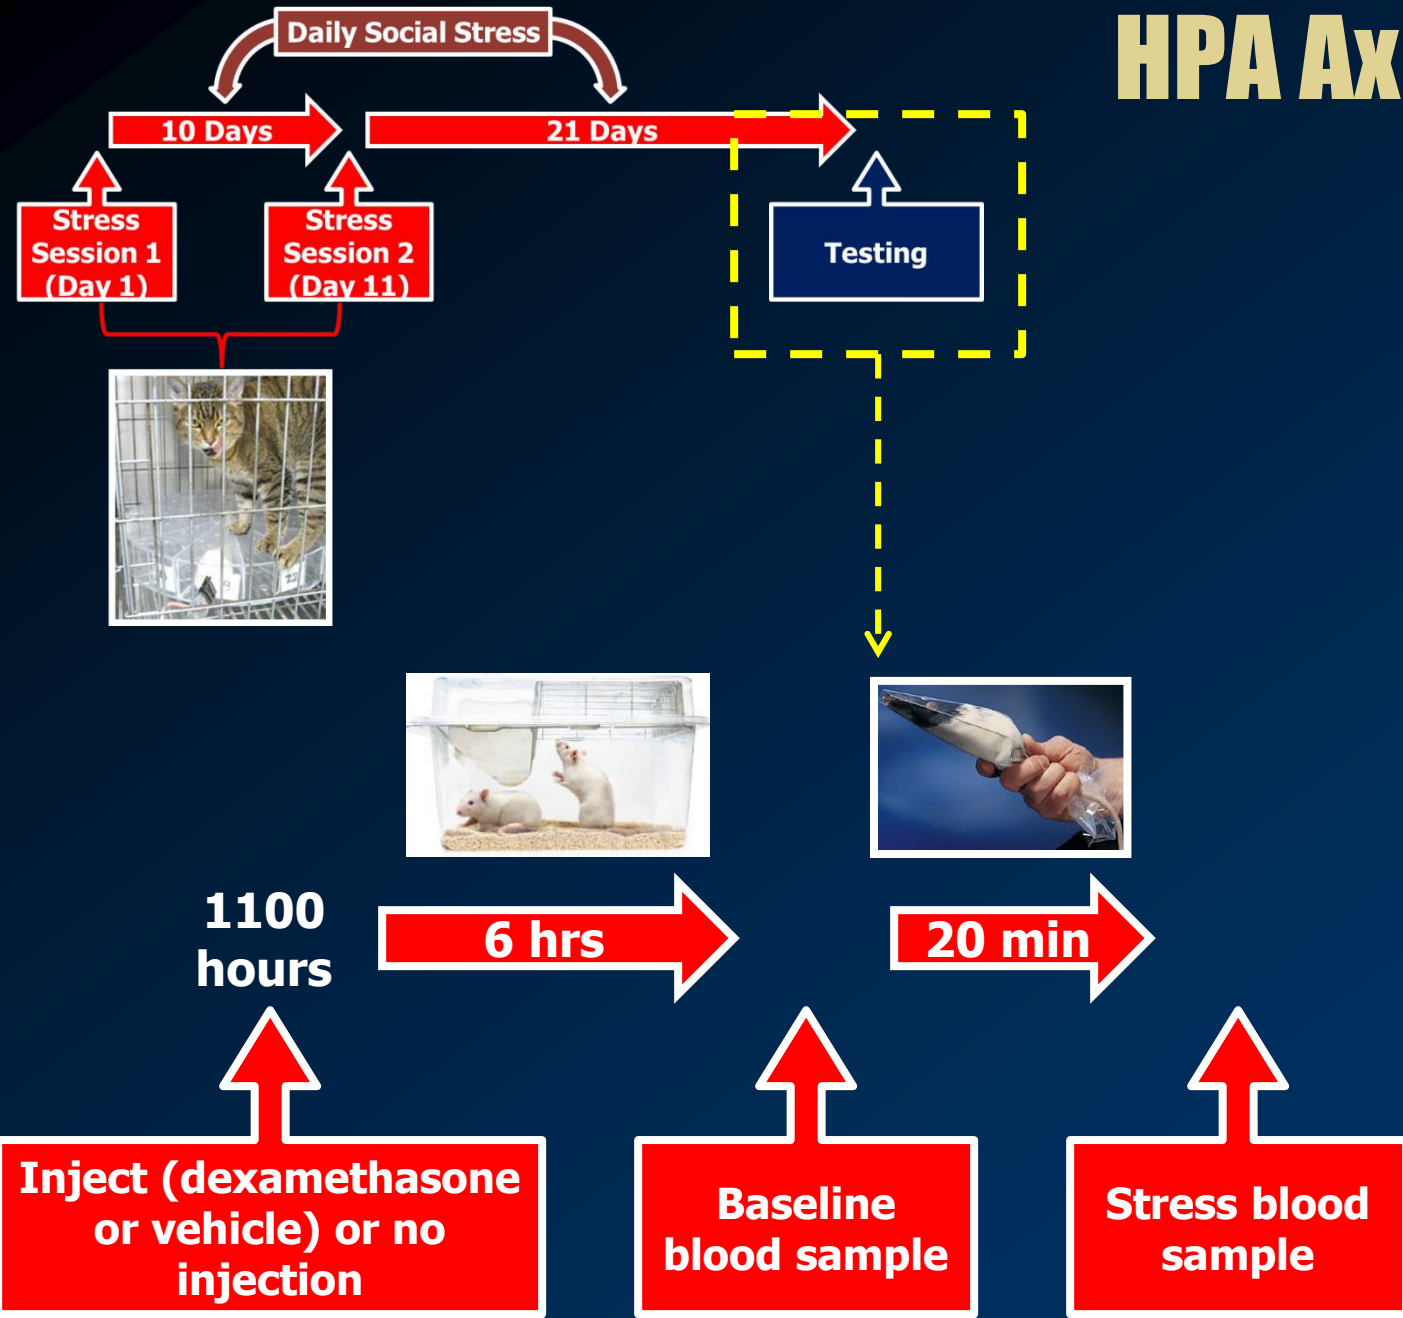 HPA Ax
Daily Social Stress
10 Days
21 Days
Stress
Session 1
(Day 1)
Stress
Session 2
(Day 11)
Testing
9
22
1100
hours
6 hrs
20 min
Inject (dexamethasone
or vehicle) or no
injection
Baseline
blood sample
Stress blood
sample